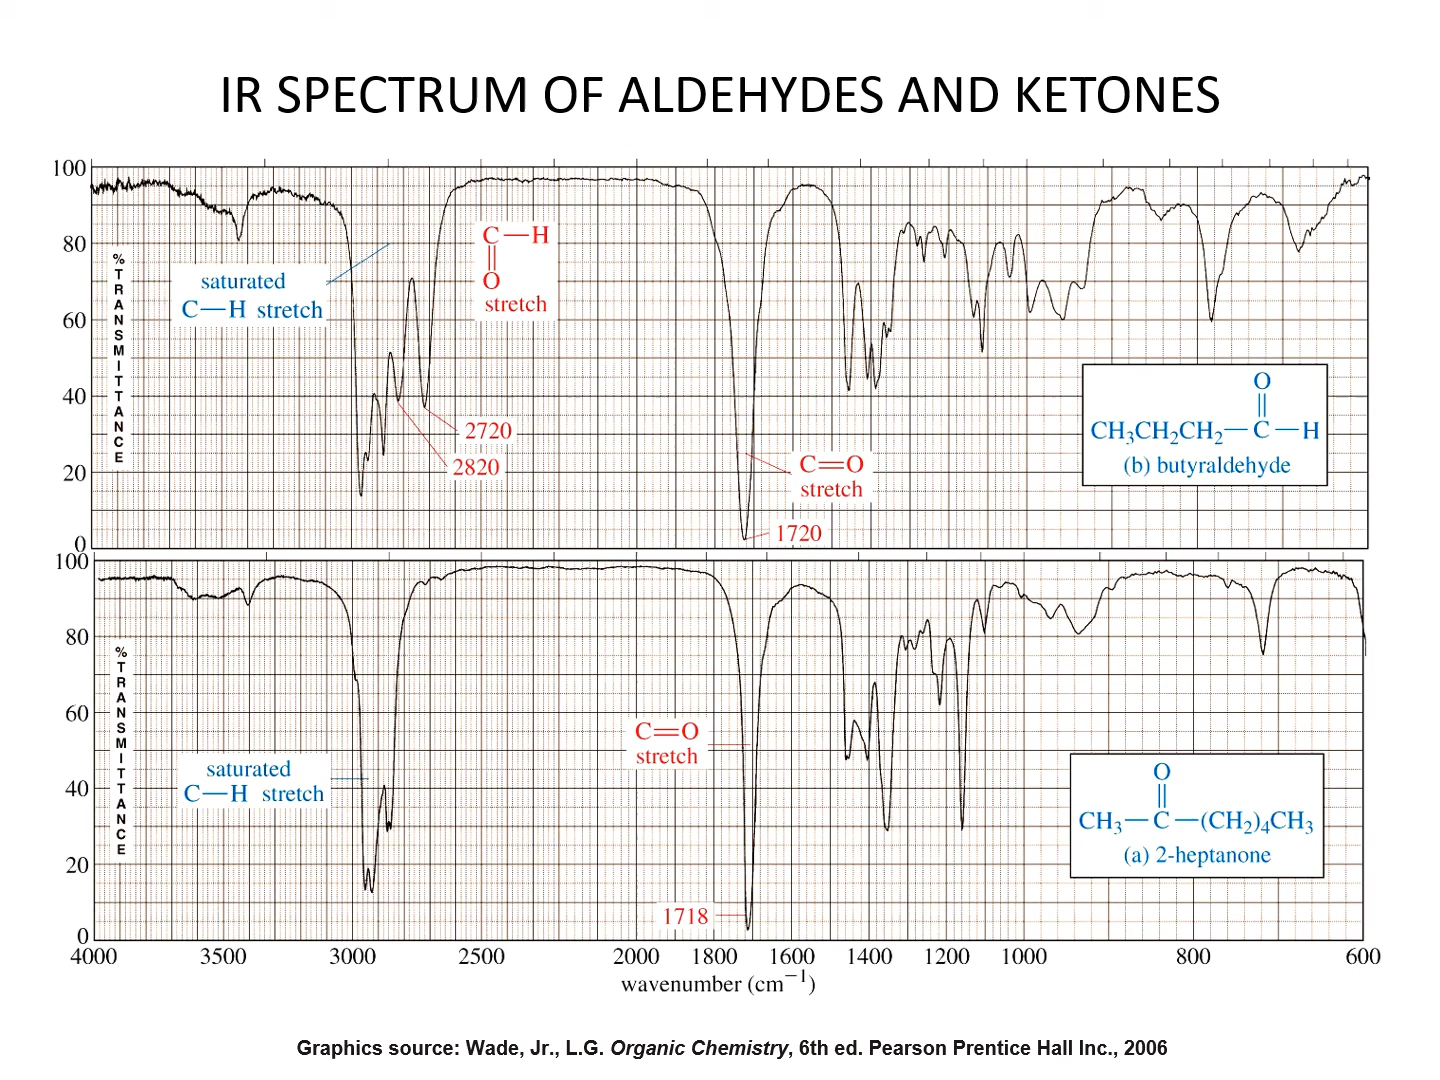 IR SPECTRUM OF ALDEHYDES AND KETONES
100
80
60
40
20
0
%TRANSMITTANCE
saturated
C—H stretch
C—H
O
stretch
2720
2820
C=O
stretch
1720
O
CH₃CH₂CH₂—C—H
(b) butyraldehyde
100
80
60
40
20
0
%TRANSMITTANCE
saturated
C—H stretch
C=O
stretch
1718
O
CH₃—C—(CH₂)₄CH₃
(a) 2-heptanone
4000 3500 3000 2500 2000 1800 1600 1400 1200 1000 800 600
wavenumber (cm⁻¹)
Graphics source: Wade, Jr., L.G. Organic Chemistry, 6th ed. Pearson Prentice Hall Inc., 2006